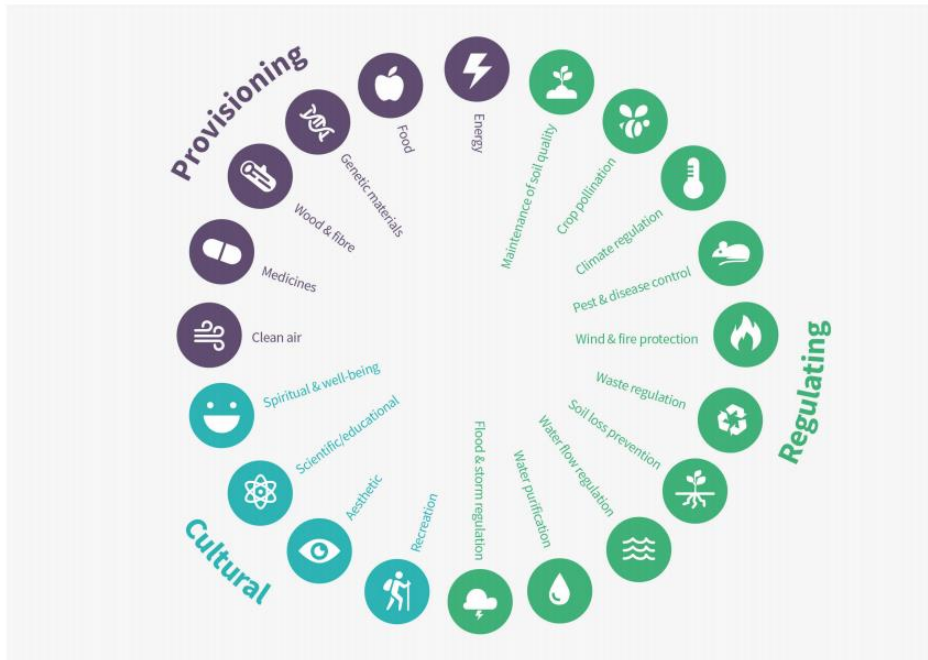 Provisioning
Energy
Food
Genetic materials
Wood & fibre
Medicines
Clean air
Regulating
Maintenance of soil quality
Crop pollination
Climate regulation
Pest & disease control
Wind & fire protection
Waste regulation
Soil loss prevention
Water flow regulation
Water purification
Flood & storm regulation
Cultural
Spiritual & well-being
Scientific/educational
Aesthetic
Recreation